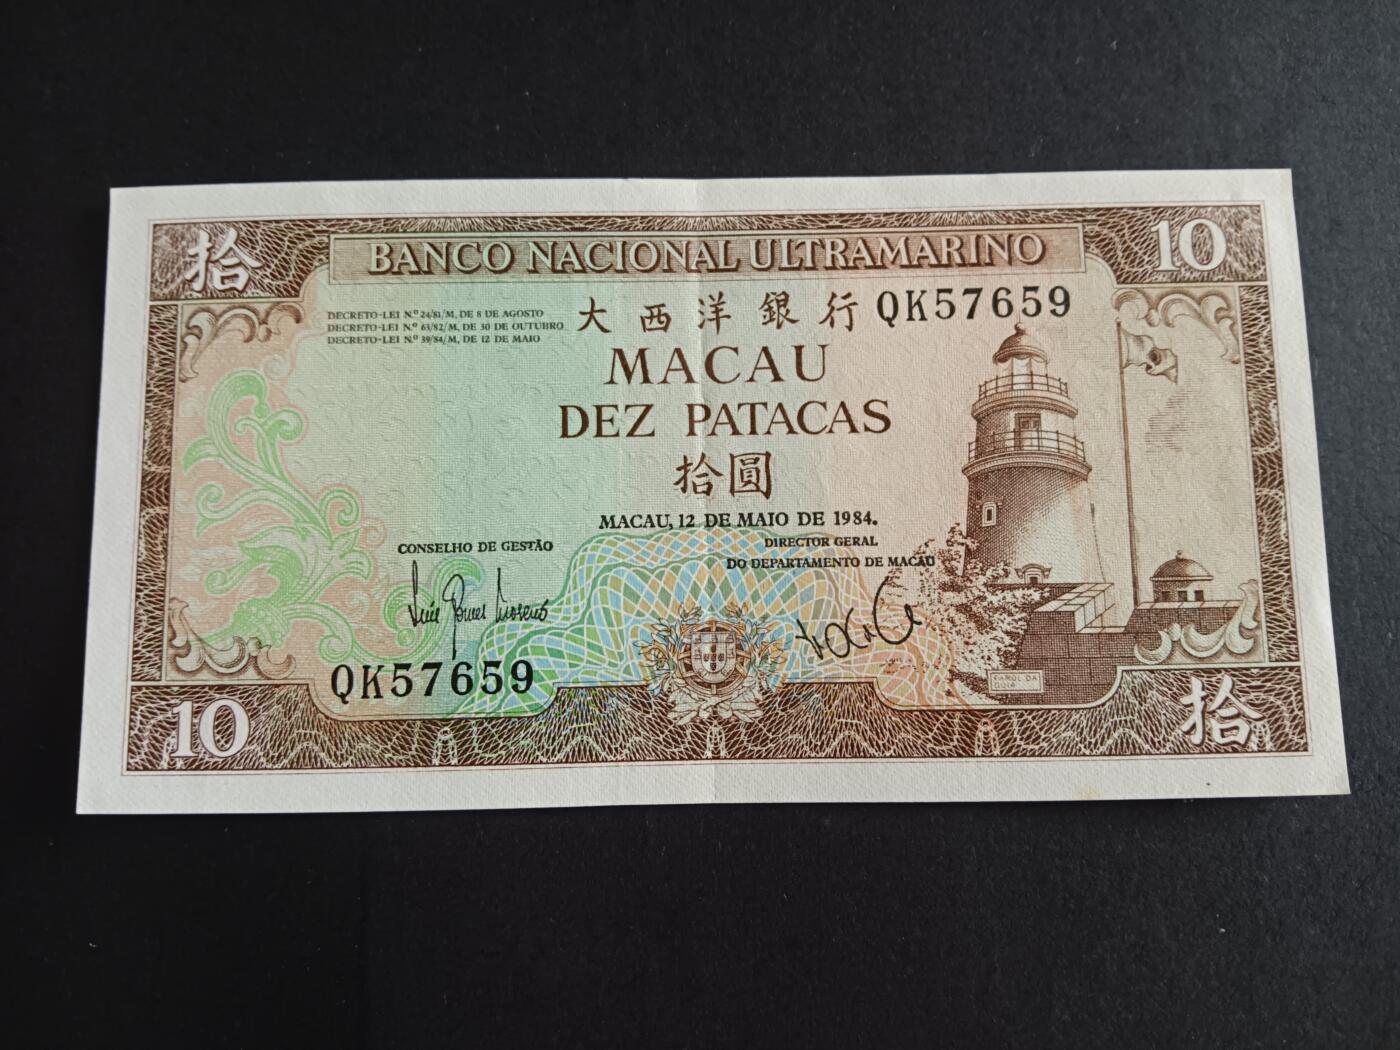 拾
BANCO NACIONAL ULTRAMARINO
10
DECRETO-LEI N.º 24/81/M, DE 8 DE AGOSTO
DECRETO-LEI N.º 63/82/M, DE 30 DE OUTUBRO
DECRETO-LEI N.º 39/84/M, DE 12 DE MAIO
大西洋銀行 QK57659
MACAU
DEZ PATACAS
拾圓
MACAU, 12 DE MAIO DE 1984.
CONSELHO DE GESTÃO
DIRECTOR GERAL
DO DEPARTAMENTO DE MACAU
QK57659
FAROL DA
GUIA
10
拾